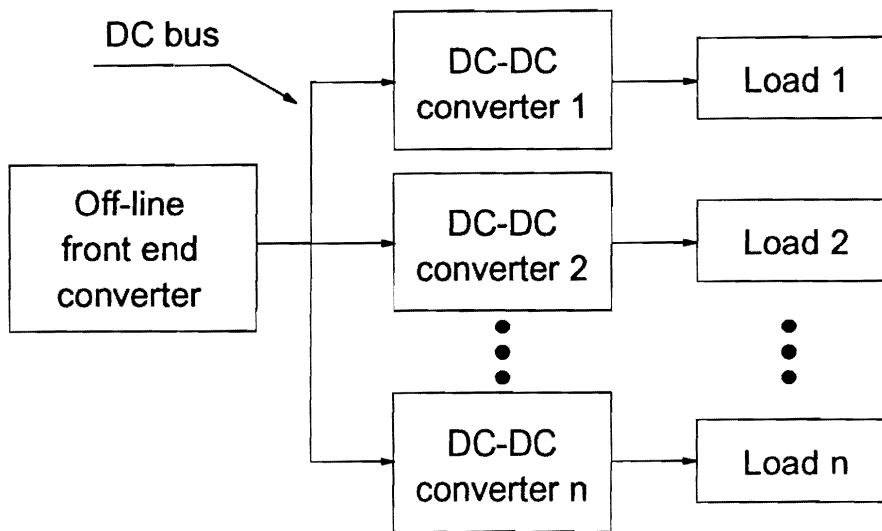 DC bus
DC-DC
converter 1
Load 1
Off-line
front end
converter
DC-DC
converter 2
Load 2
DC-DC
converter n
Load n